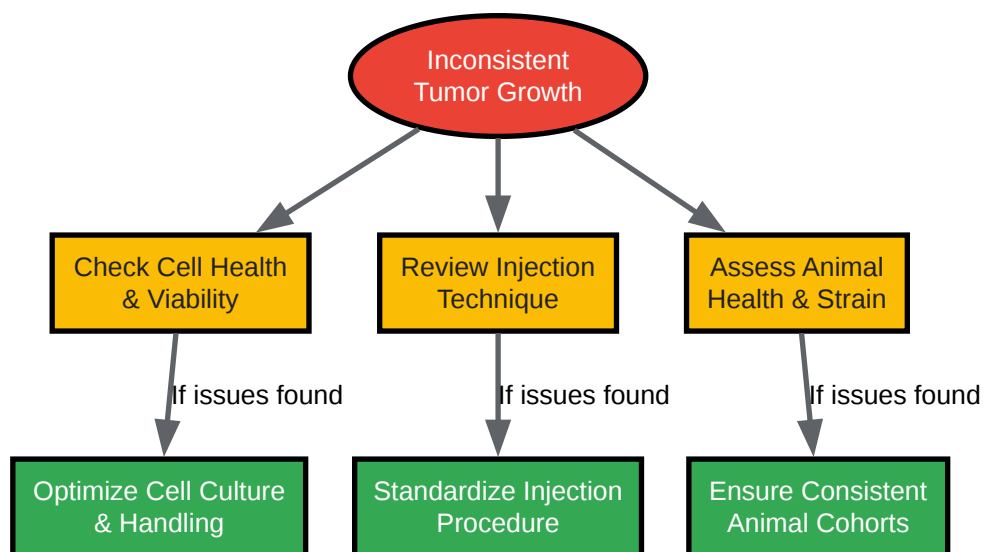 Inconsistent
Tumor Growth
Check Cell Health
& Viability
Review Injection
Technique
Assess Animal
Health & Strain
If issues found
If issues found
If issues found
Optimize Cell Culture
& Handling
Standardize Injection
Procedure
Ensure Consistent
Animal Cohorts